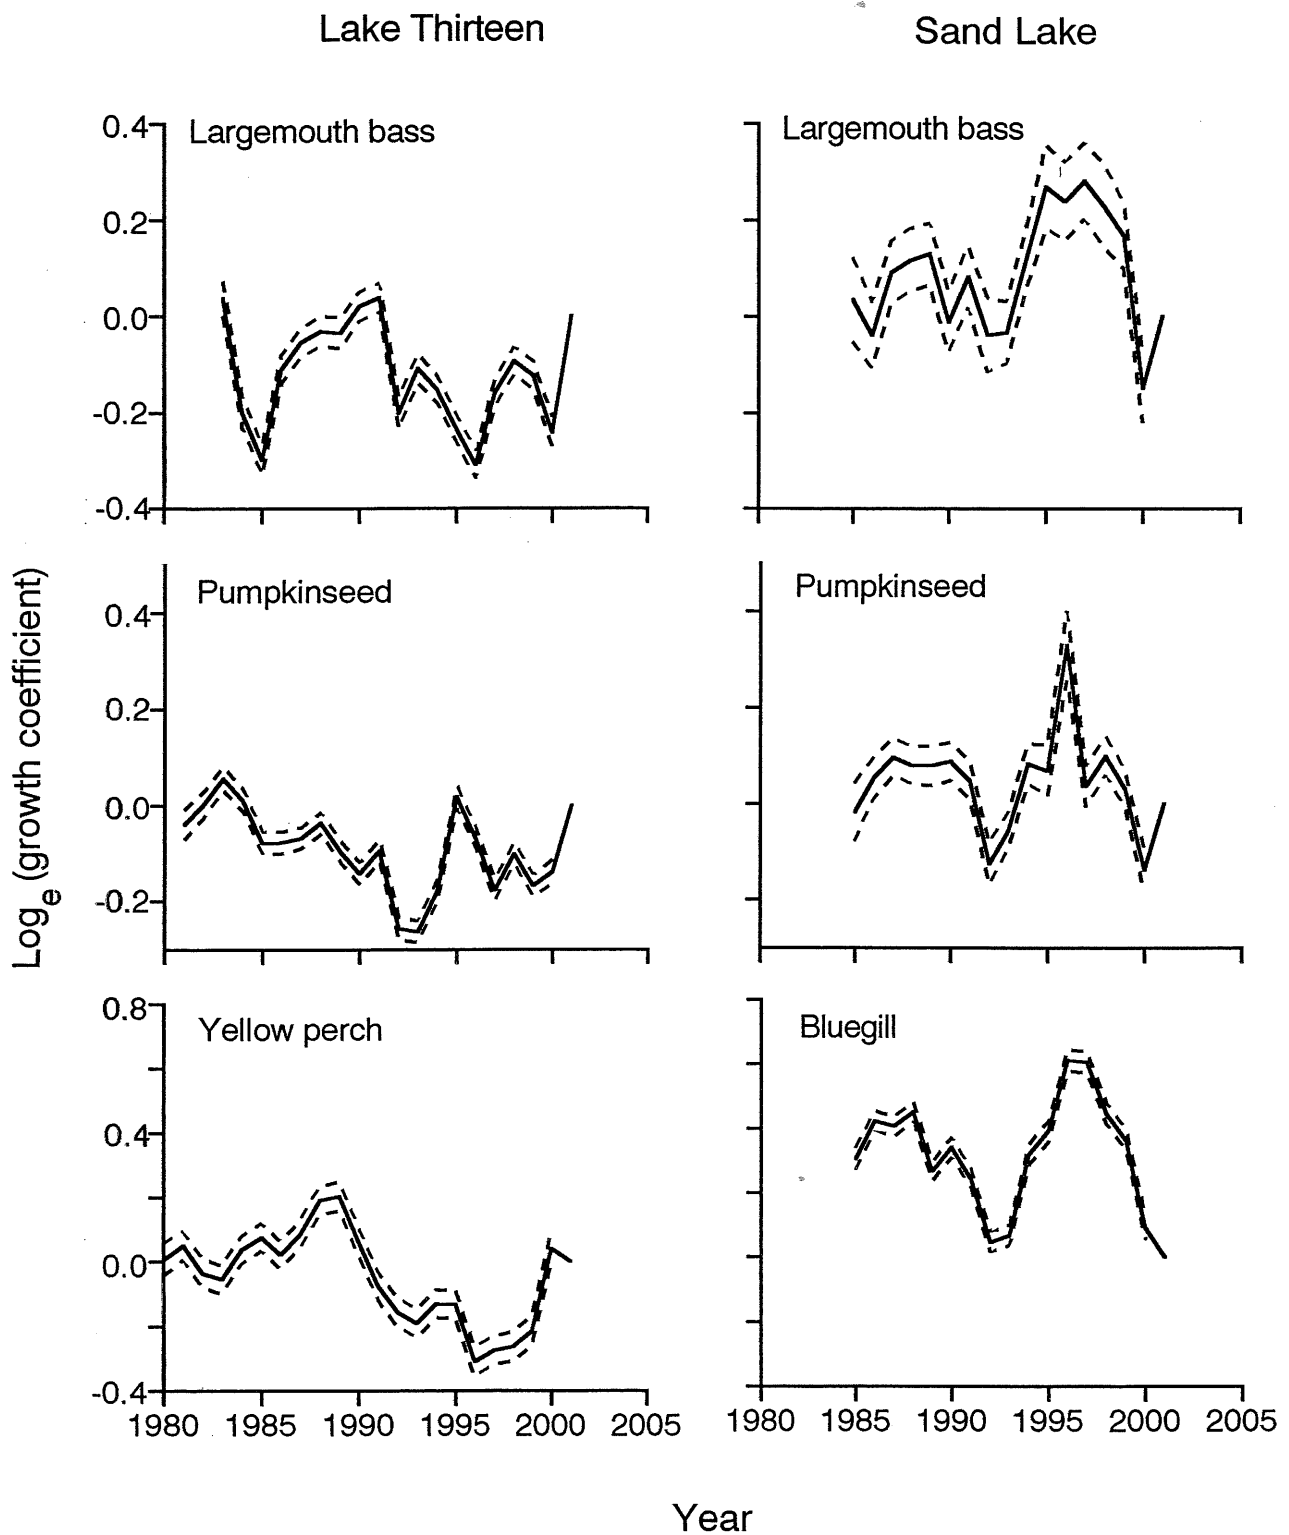 Lake Thirteen
Sand Lake
Largemouth bass
Largemouth bass
0.4
0.2
0.0
-0.2
-0.4
Pumpkinseed
Pumpkinseed
0.4
0.2
0.0
-0.2
Log e (growth coefficient)
Yellow perch
Bluegill
0.8
0.4
0.0
-0.4
1980 1985 1990 1995 2000 2005
1980 1985 1990 1995 2000 2005
Year